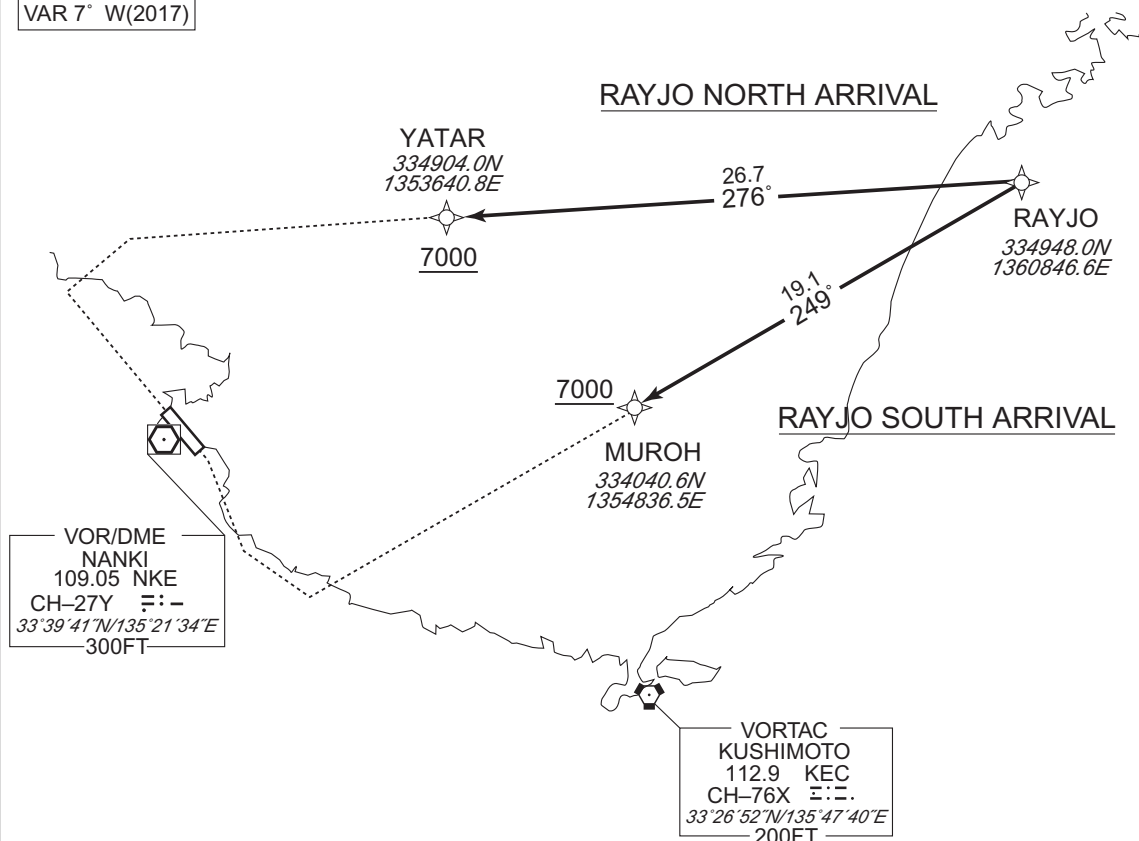 VAR 7° W(2017)
RAYJO NORTH ARRIVAL
YATAR
334904.0N
1353640.8E
7000
26.7
276°
RAYJO
334948.0N
1360846.6E
19.1
249°
7000
MUROH
334040.6N
1354836.5E
RAYJO SOUTH ARRIVAL
VOR/DME
NANKI
109.05 NKE
CH–27Y
33°39´41˝N/135°21´34˝E
300FT
VORTAC
KUSHIMOTO
112.9 KEC
CH–76X
33°26´52˝N/135°47´40˝E
200FT